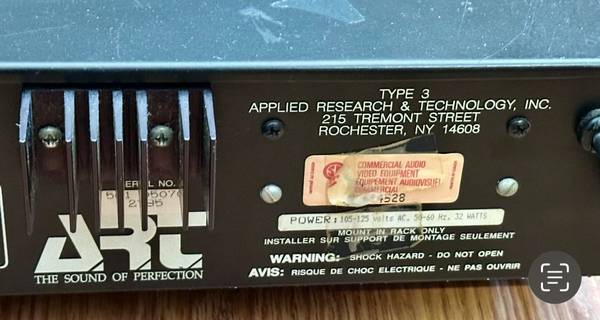 TYPE 3
APPLIED RESEARCH & TECHNOLOGY, INC.
215 TREMONT STREET
ROCHESTER, NY 14608
COMMERCIAL AUDIO
VIDEO EQUIPMENT
EQUIPEMENT AUDIOVISUEL
COMMERCIAL
4528
POWER: 105-125 volts AC, 50-60 Hz, 32 WATTS
MOUNT IN RACK ONLY
INSTALLER SUR SUPPORT DE MONTAGE SEULEMENT
WARNING: SHOCK HAZARD - DO NOT OPEN
AVIS: RISQUE DE CHOC ELECTRIQUE - NE PAS OUVRIR
SERIAL NO.
ART
THE SOUND OF PERFECTION